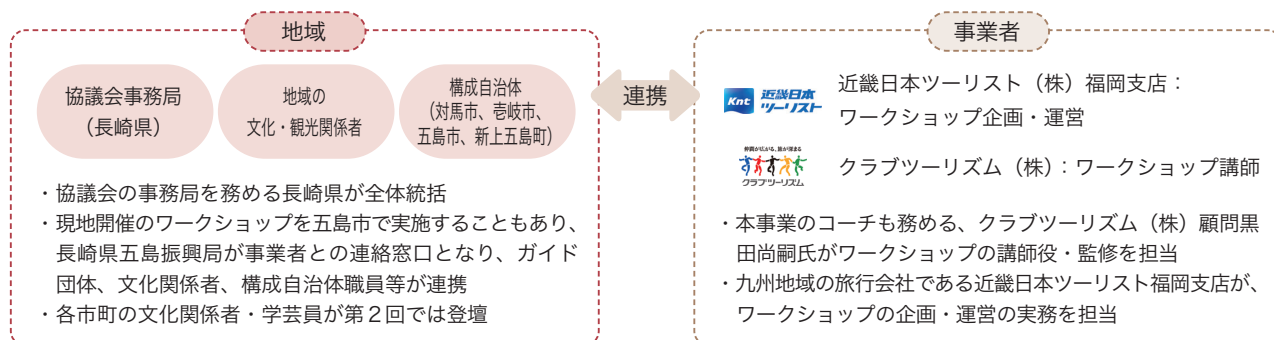 地域
協議会事務局
(長崎県)
地域の
文化・観光関係者
構成自治体
(対馬市、壱岐市、
五島市、新上五島町)
・協議会の事務局を務める長崎県が全体統括
・現地開催のワークショップを五島市で実施することもあり、
長崎県五島振興局が事業者との連絡窓口となり、ガイド
団体、文化関係者、構成自治体職員等が連携
・各市町の文化関係者・学芸員が第2回では登壇
連携
事業者
Knt 近畿日本
ツーリスト
近畿日本ツーリスト(株)福岡支店:
ワークショップ企画・運営
仲間が広がる、旅が深まる
クラブツーリズム
クラブツーリズム(株):ワークショップ講師
・本事業のコーチも務める、クラブツーリズム(株)顧問黒
田尚嗣氏がワークショップの講師役・監修を担当
・九州地域の旅行会社である近畿日本ツーリスト福岡支店が、
ワークショップの企画・運営の実務を担当